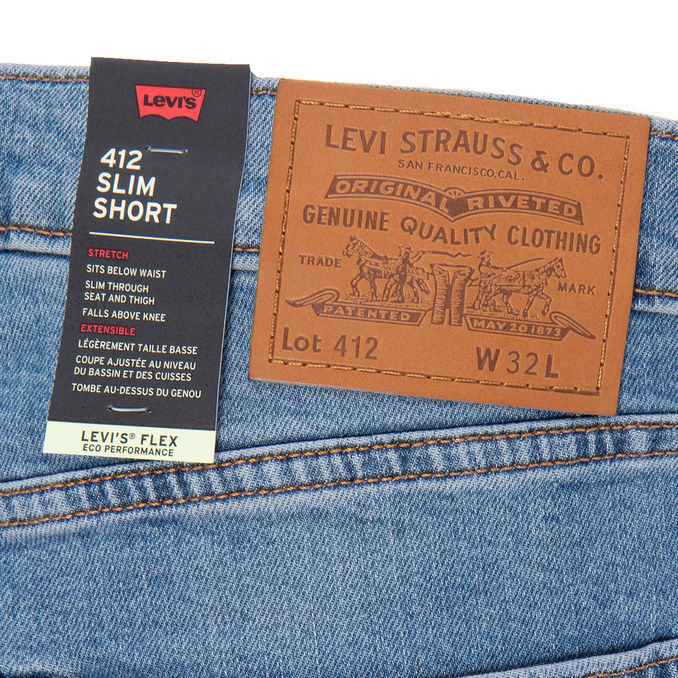 LEVI'S®
412
SLIM
SHORT
STRETCH
SITS BELOW WAIST
SLIM THROUGH
SEAT AND THIGH
FALLS ABOVE KNEE
EXTENSIBLE
LÉGÈREMENT TAILLE BASSE
COUPE AJUSTÉE AU NIVEAU
DU BASSIN ET DES CUISSES
TOMBE AU-DESSUS DU GENOU
LEVI'S® FLEX
ECO PERFORMANCE
LEVI STRAUSS & CO.
SAN FRANCISCO, CAL.
ORIGINAL RIVETED
GENUINE QUALITY CLOTHING
TRADE MARK
PATENTED MAY 20 1873
Lot 412 W 32 L